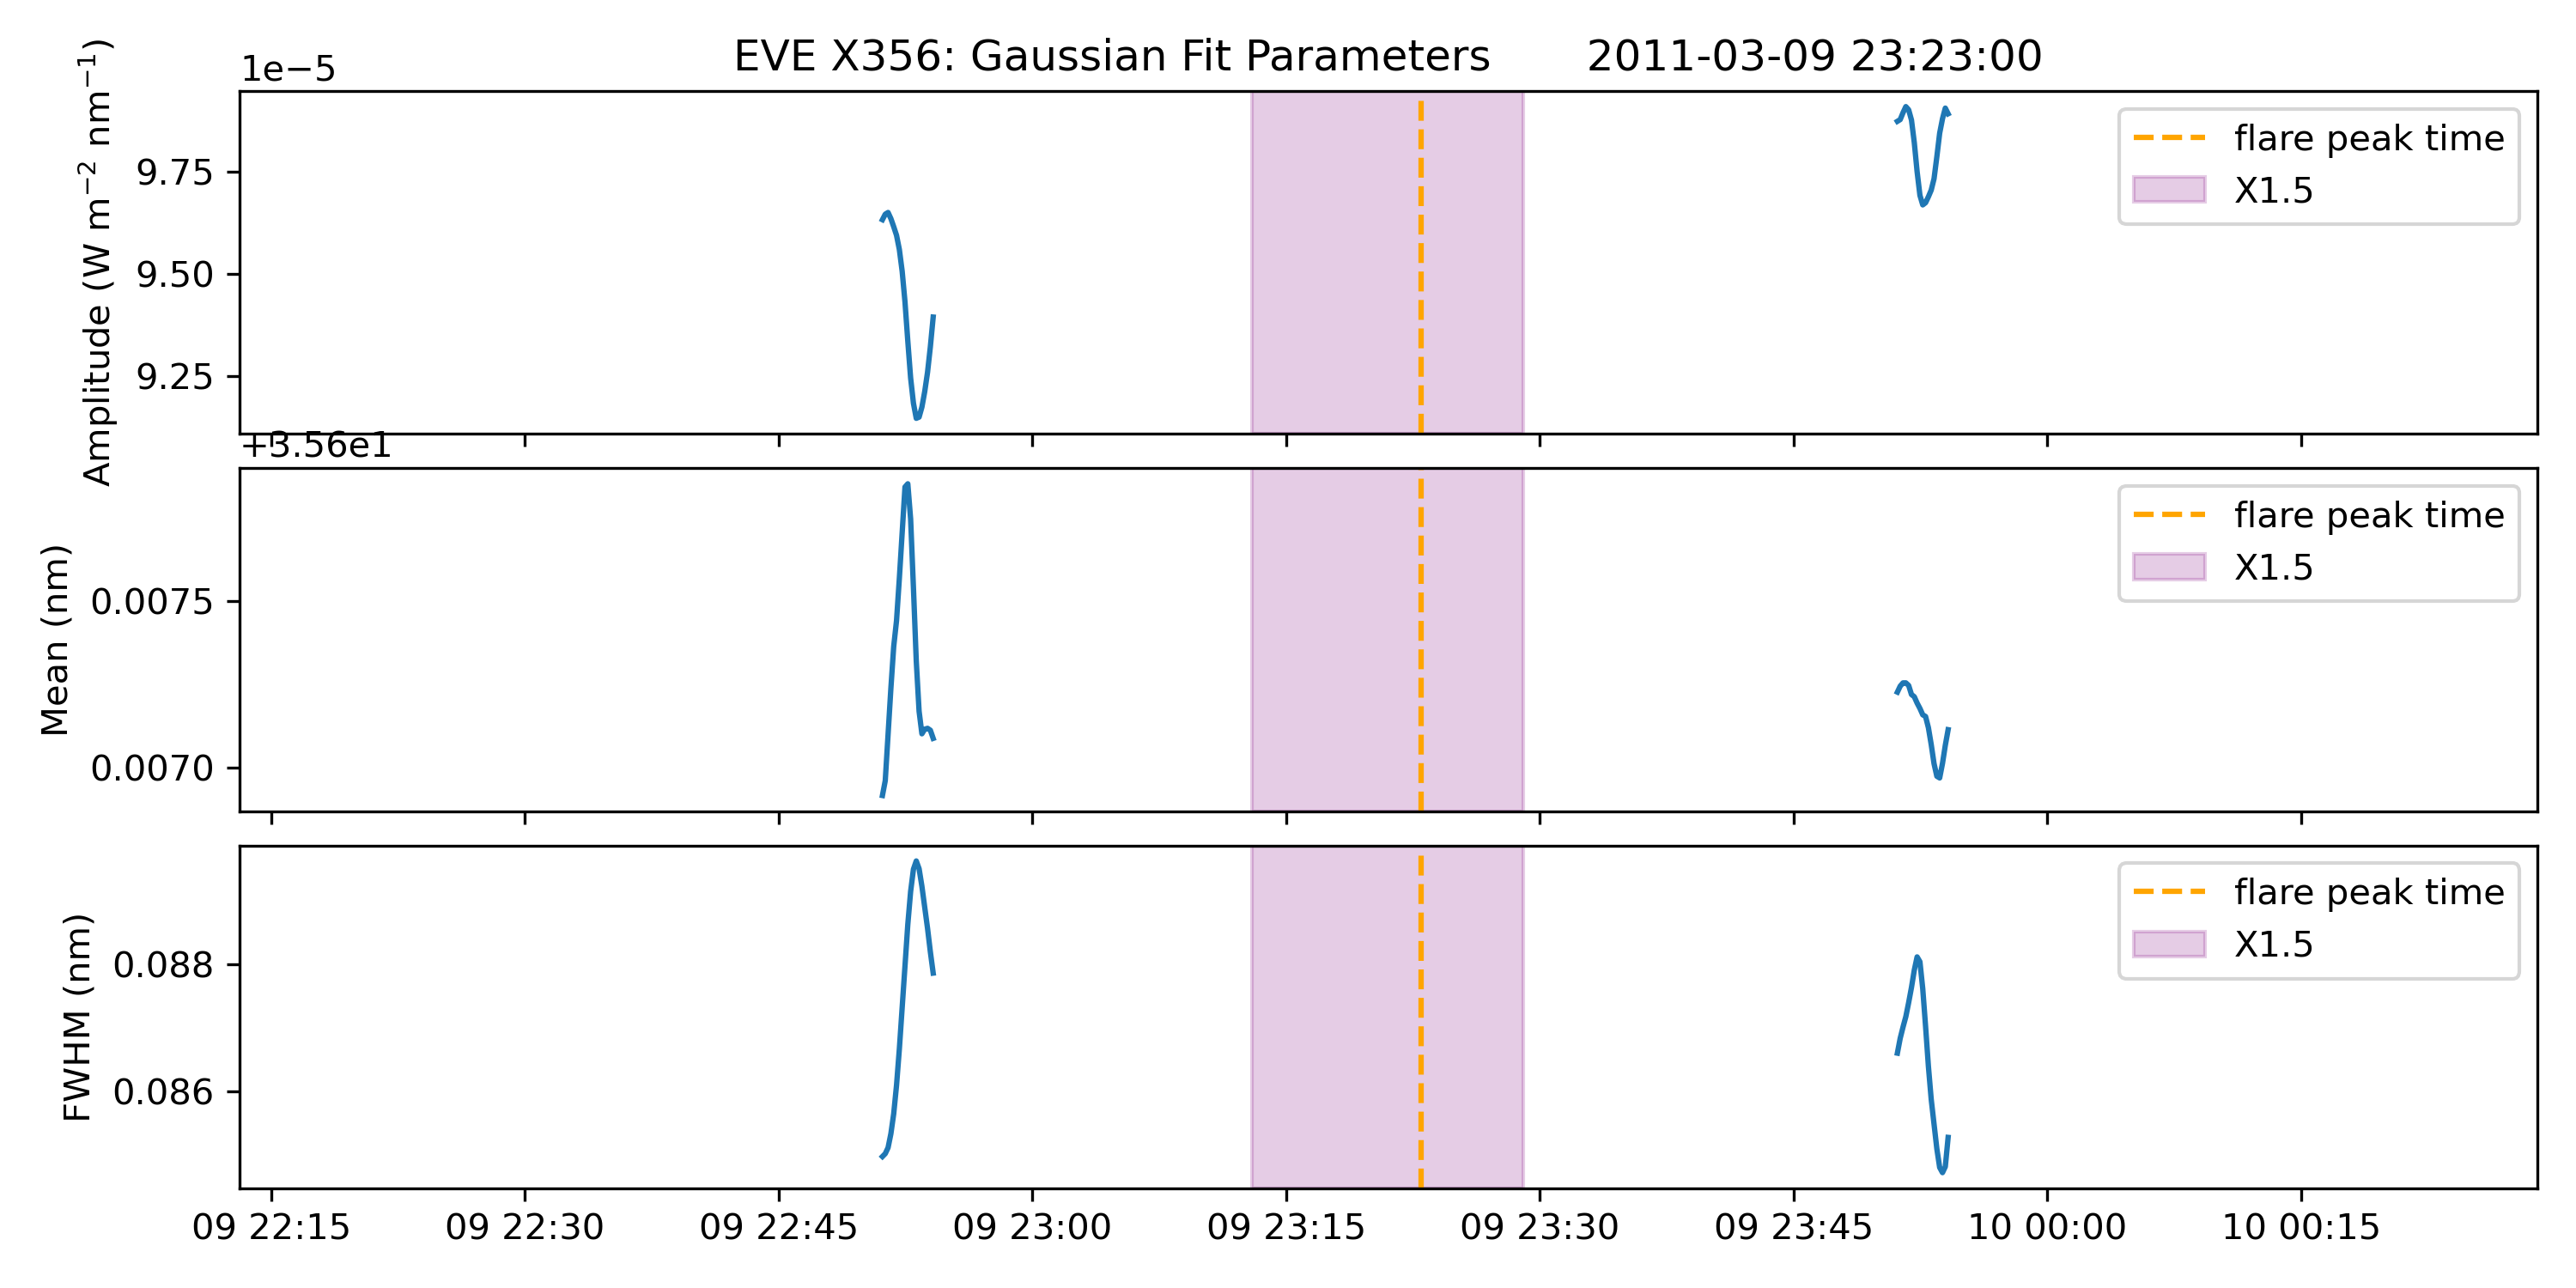 EVE X356: Gaussian Fit Parameters 2011-03-09 23:23:00
1e−5
Amplitude (W m⁻² nm⁻¹)
9.75
9.50
9.25
flare peak time
X1.5
+3.56e1
Mean (nm)
0.0075
0.0070
flare peak time
X1.5
FWHM (nm)
0.088
0.086
flare peak time
X1.5
09 22:15 09 22:30 09 22:45 09 23:00 09 23:15 09 23:30 09 23:45 10 00:00 10 00:15